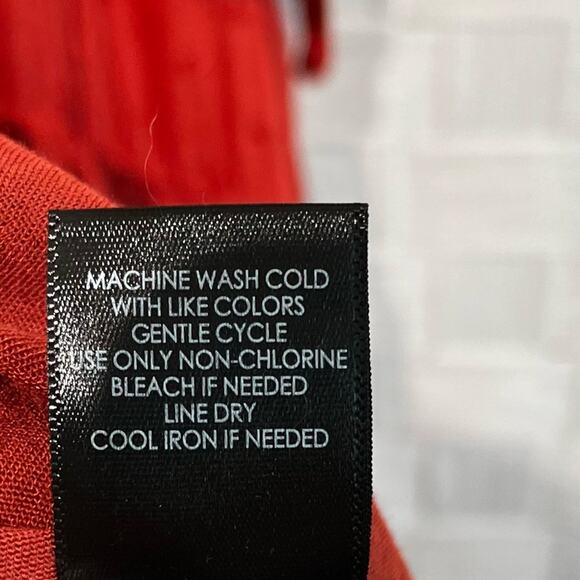 MACHINE WASH COLD
WITH LIKE COLORS
GENTLE CYCLE
USE ONLY NON-CHLORINE
BLEACH IF NEEDED
LINE DRY
COOL IRON IF NEEDED